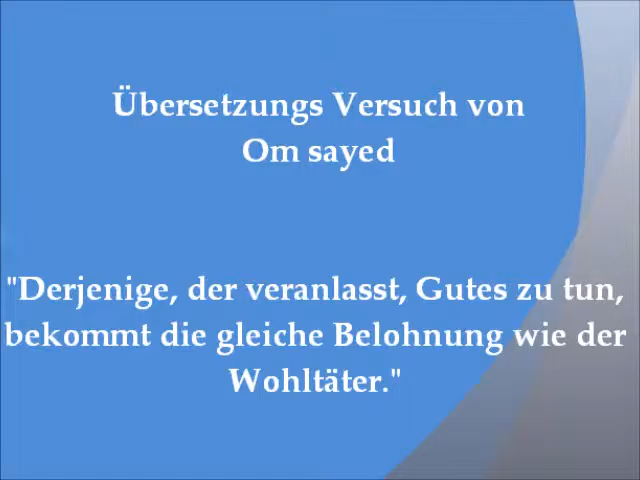 Übersetzungs Versuch von
Om sayed
"Derjenige, der veranlasst, Gutes zu tun,
bekommt die gleiche Belohnung wie der
Wohltäter."